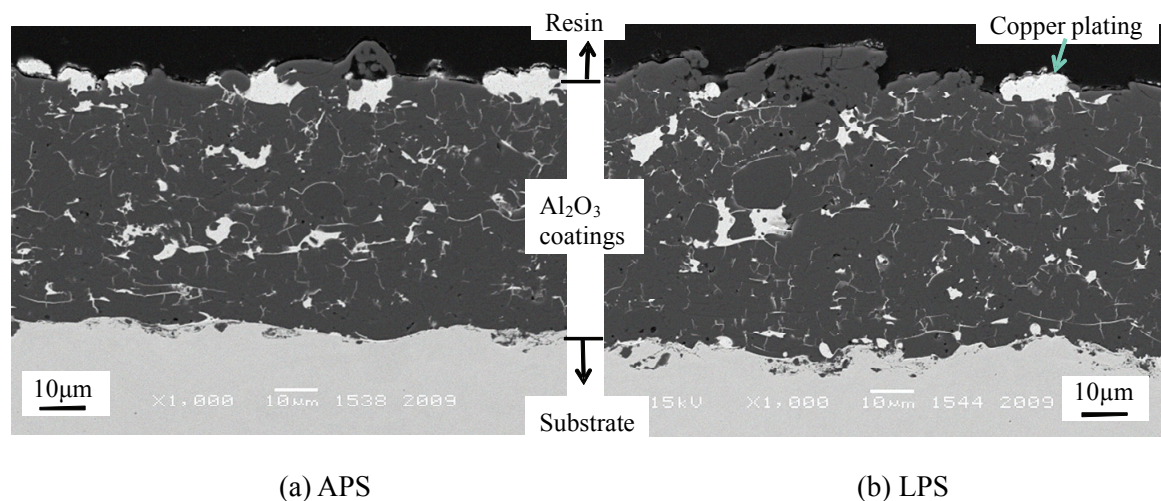 Resin
Copper plating
Al₂O₃
coatings
10μm
X1,000 10μm 1538 2009
Substrate
15kV X1,000 10μm 1544 2009
10μm
(a) APS
(b) LPS